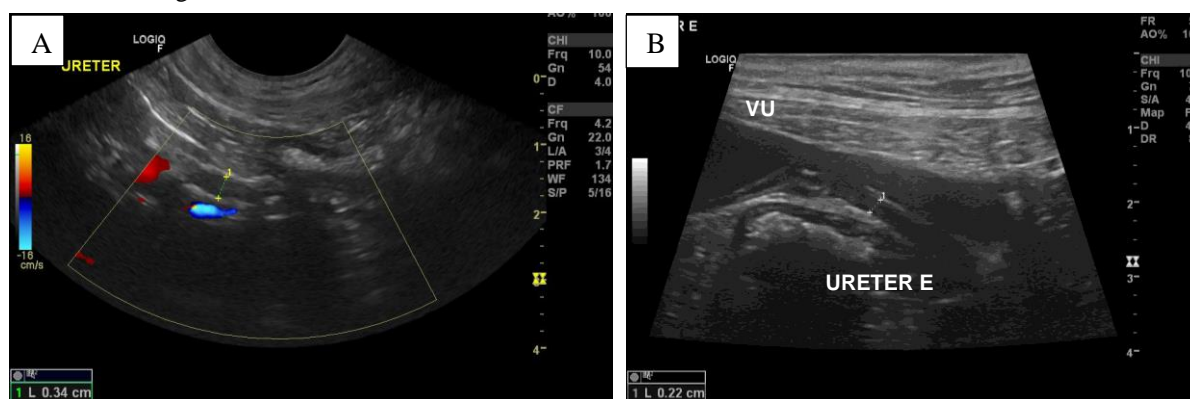 A
LOGIQ
F
URETER
CHI
Frq 10.0
Gn 54
D 4.0
CF
Frq 4.2
Gn 22.0
L/A 3/4
PRF 1.7
WF 134
S/P 5/16
16
-16
cm/s
0
1
2
4
1
1 L 0.34 cm
B
R E
LOGIQ
F
VU
FR
AO%
CHI
Frq
Gn
S/A
Map
D
DR
1
2
3
4
1
URETER E
1 L 0.22 cm